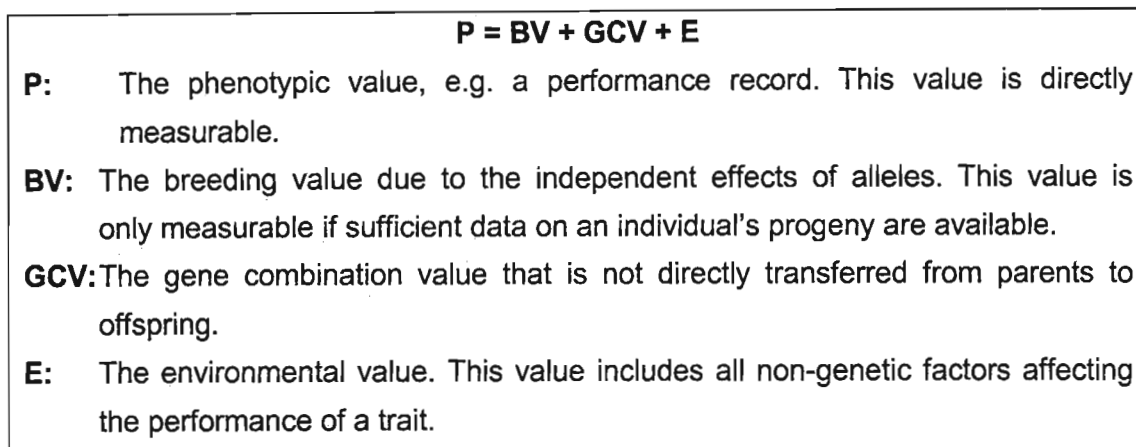 P = BV + GCV + E
P: The phenotypic value, e.g. a performance record. This value is directly
measurable.
BV: The breeding value due to the independent effects of alleles. This value is
only measurable if sufficient data on an individual's progeny are available.
GCV: The gene combination value that is not directly transferred from parents to
offspring.
E: The environmental value. This value includes all non-genetic factors affecting
the performance of a trait.